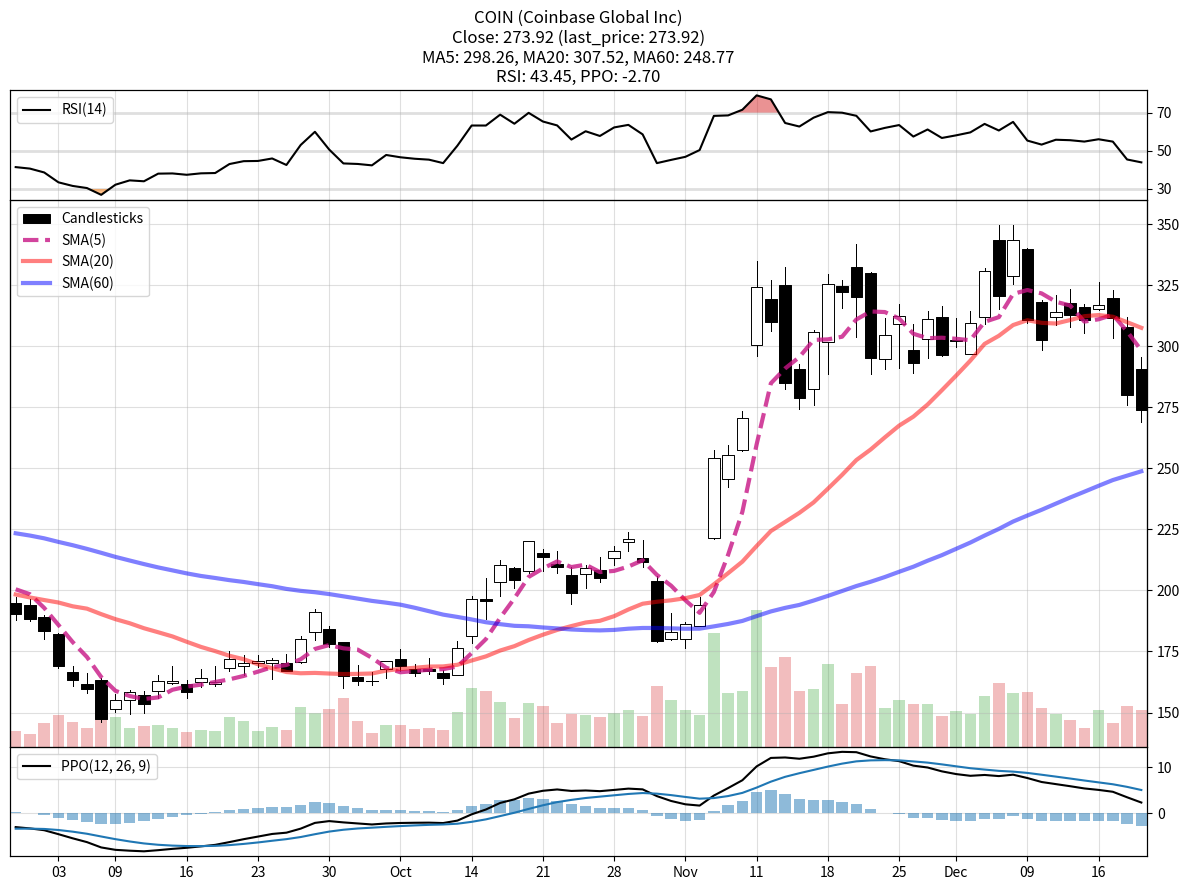 COIN (Coinbase Global Inc)
Close: 273.92 (last_price: 273.92)
MA5: 298.26, MA20: 307.52, MA60: 248.77
RSI: 43.45, PPO: -2.70
RSI(14)
70
50
30
Candlesticks
SMA(5)
SMA(20)
SMA(60)
350
325
300
275
250
225
200
175
150
PPO(12, 26, 9)
10
0
03 09 16 23 30 Oct 14 21 28 Nov 11 18 25 Dec 09 16